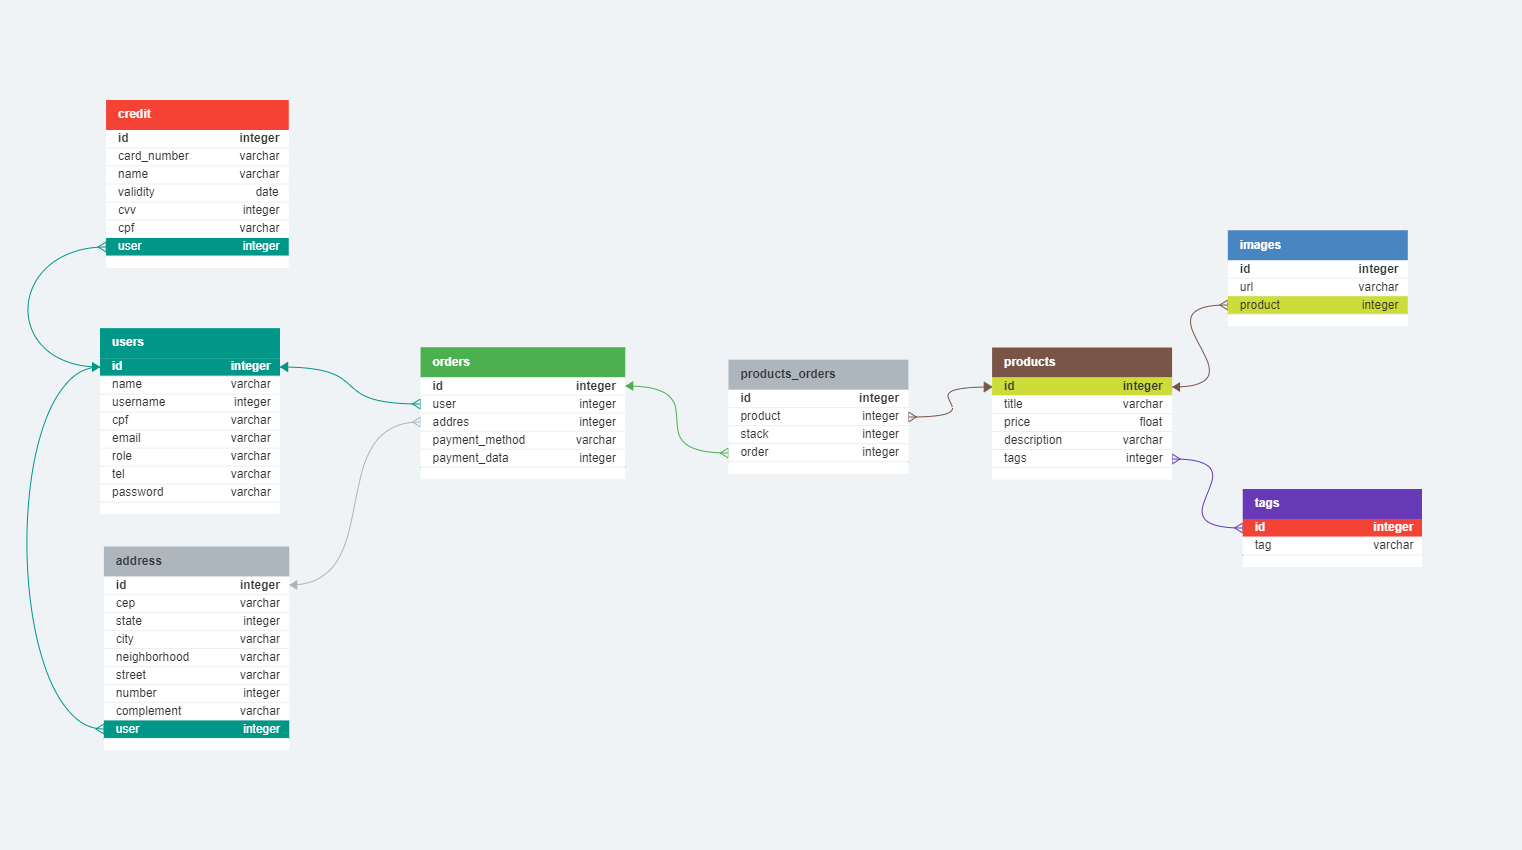 credit
id integer
card_number varchar
name varchar
validity date
cvv integer
cpf varchar
user integer
users
id integer
name varchar
username integer
cpf varchar
email varchar
role varchar
tel varchar
password varchar
address
id integer
cep varchar
state integer
city varchar
neighborhood varchar
street varchar
number integer
complement varchar
user integer
orders
id integer
user integer
addres integer
payment_method varchar
payment_data integer
products_orders
id integer
product integer
stack integer
order integer
products
id integer
title varchar
price float
description varchar
tags integer
images
id integer
url varchar
product integer
tags
id integer
tag varchar